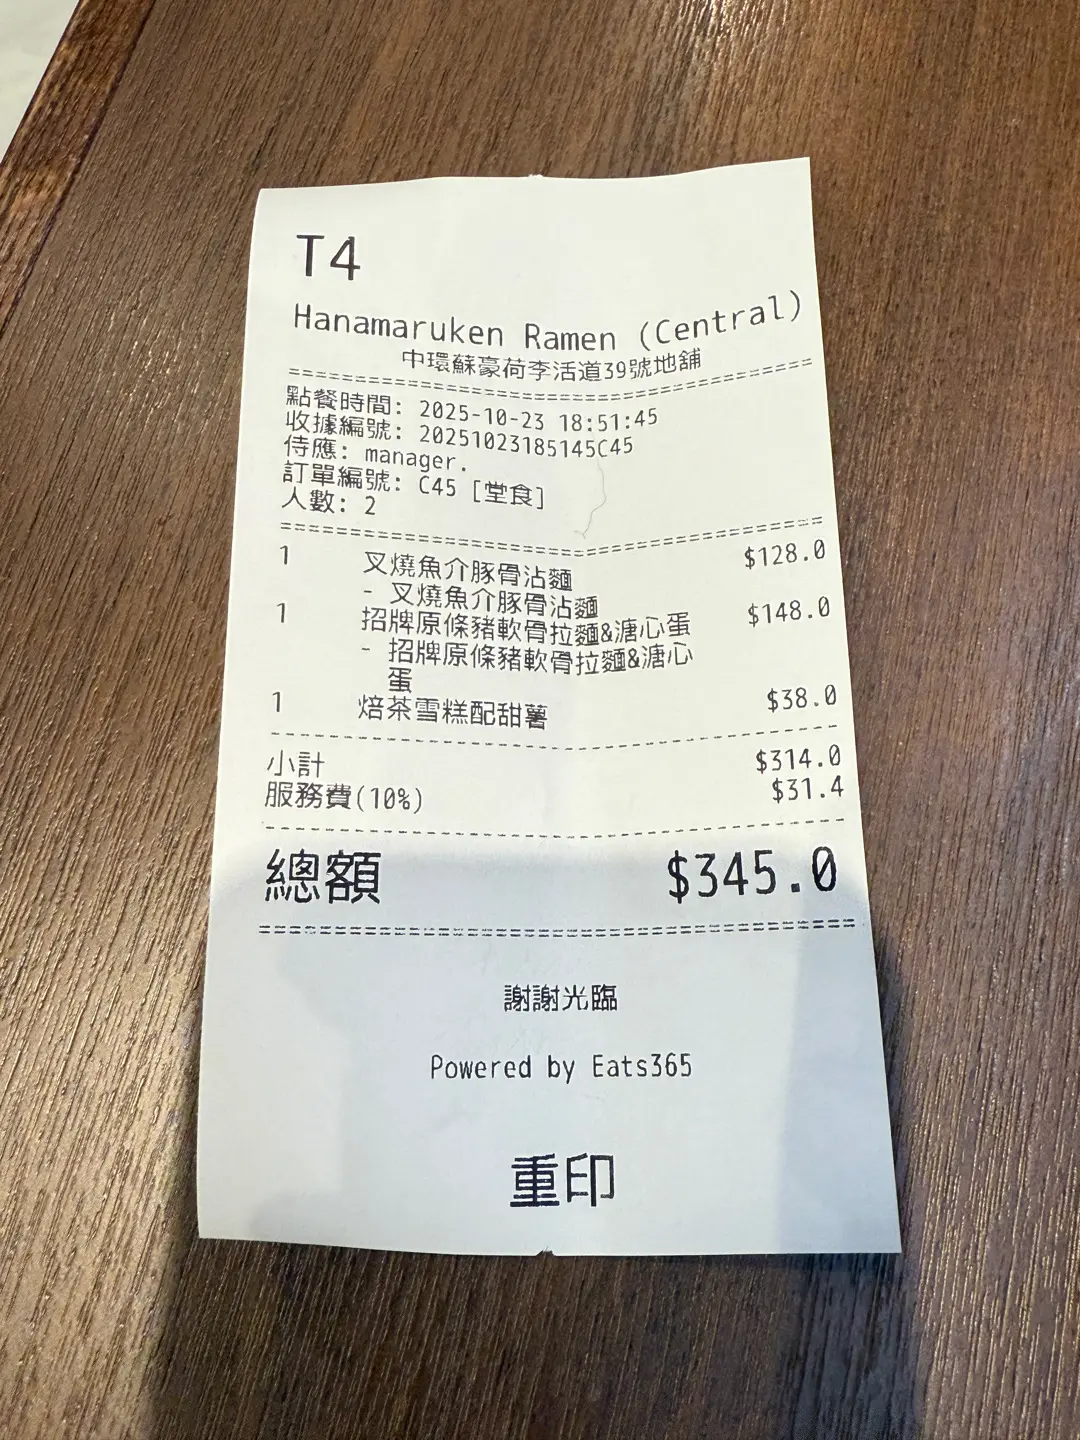 T4
Hanamaruken Ramen (Central)
中環蘇豪荷李活道39號地舖
點餐時間: 2025-10-23 18:51:45
收據編號: 20251023185145C45
侍應: manager.
訂單編號: C45 [堂食]
人數: 2
1 叉燒魚介豚骨沾麵 $128.0
- 叉燒魚介豚骨沾麵
1 招牌原條豬軟骨拉麵&溏心蛋 $148.0
- 招牌原條豬軟骨拉麵&溏心
蛋
1 焙茶雪糕配甜薯 $38.0
小計 $314.0
服務費(10%) $31.4
總額 $345.0
謝謝光臨
Powered by Eats365
重印